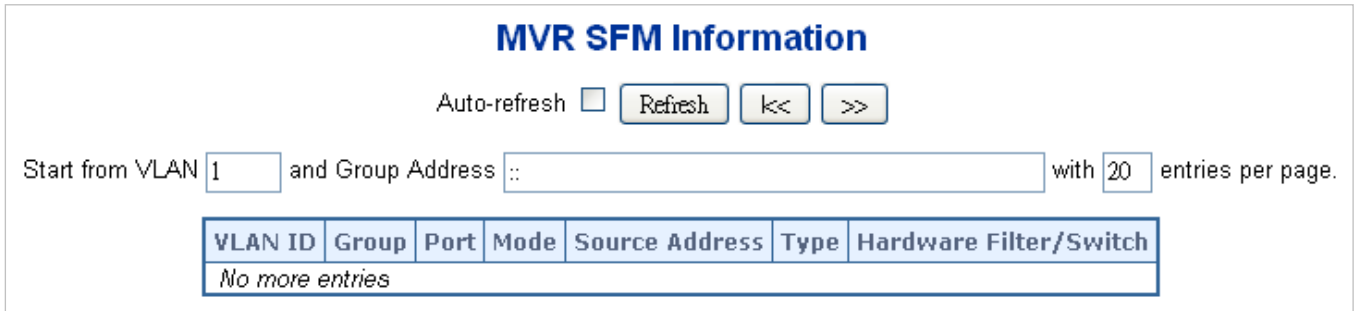 MVR SFM Information
Auto-refresh Refresh |<< >>
Start from VLAN 1 and Group Address :: with 20 entries per page.
VLAN ID Group Port Mode Source Address Type Hardware Filter/Switch
No more entries